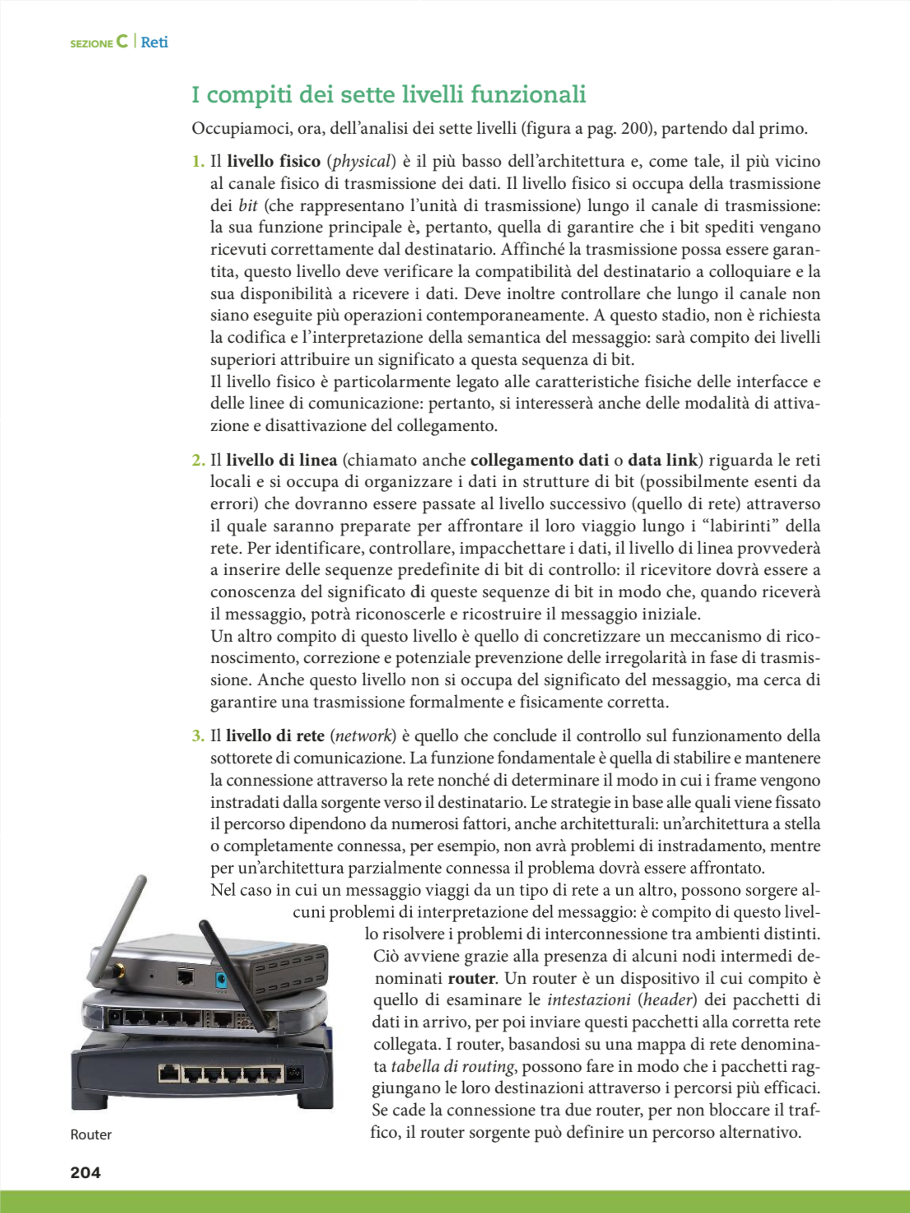 SEZIONE C | Reti
I compiti dei sette livelli funzionali
Occupiamoci, ora, dell'analisi dei sette livelli (figura a pag. 200), partendo dal primo.
1. Il livello fisico (physical) è il più basso dell'architettura e, come tale, il più vicino
al canale fisico di trasmissione dei dati. Il livello fisico si occupa della trasmissione
dei bit (che rappresentano l'unità di trasmissione) lungo il canale di trasmissione:
la sua funzione principale è, pertanto, quella di garantire che i bit spediti vengano
ricevuti correttamente dal destinatario. Affinché la trasmissione possa essere garan-
tita, questo livello deve verificare la compatibilità del destinatario a colloquiare e la
sua disponibilità a ricevere i dati. Deve inoltre controllare che lungo il canale non
siano eseguite più operazioni contemporaneamente. A questo stadio, non è richiesta
la codifica e l'interpretazione della semantica del messaggio: sarà compito dei livelli
superiori attribuire un significato a questa sequenza di bit.
Il livello fisico è particolarmente legato alle caratteristiche fisiche delle interfacce e
delle linee di comunicazione: pertanto, si interesserà anche delle modalità di attiva-
zione e disattivazione del collegamento.
2. Il livello di linea (chiamato anche collegamento dati o data link) riguarda le reti
locali e si occupa di organizzare i dati in strutture di bit (possibilmente esenti da
errori) che dovranno essere passate al livello successivo (quello di rete) attraverso
il quale saranno preparate per affrontare il loro viaggio lungo i “labirinti” della
rete. Per identificare, controllare, impacchettare i dati, il livello di linea provvederà
a inserire delle sequenze predefinite di bit di controllo: il ricevitore dovrà essere a
conoscenza del significato di queste sequenze di bit in modo che, quando riceverà
il messaggio, potrà riconoscerle e ricostruire il messaggio iniziale.
Un altro compito di questo livello è quello di concretizzare un meccanismo di rico-
noscimento, correzione e potenziale prevenzione delle irregolarità in fase di trasmis-
sione. Anche questo livello non si occupa del significato del messaggio, ma cerca di
garantire una trasmissione formalmente e fisicamente corretta.
3. Il livello di rete (network) è quello che conclude il controllo sul funzionamento della
sottorete di comunicazione. La funzione fondamentale è quella di stabilire e mantenere
la connessione attraverso la rete nonché di determinare il modo in cui i frame vengono
instradati dalla sorgente verso il destinatario. Le strategie in base alle quali viene fissato
il percorso dipendono da numerosi fattori, anche architetturali: un'architettura a stella
o completamente connessa, per esempio, non avrà problemi di instradamento, mentre
per un'architettura parzialmente connessa il problema dovrà essere affrontato.
Nel caso in cui un messaggio viaggi da un tipo di rete a un altro, possono sorgere al-
cuni problemi di interpretazione del messaggio: è compito di questo livel-
lo risolvere i problemi di interconnessione tra ambienti distinti.
Ciò avviene grazie alla presenza di alcuni nodi intermedi de-
nominati router. Un router è un dispositivo il cui compito è
quello di esaminare le intestazioni (header) dei pacchetti di
dati in arrivo, per poi inviare questi pacchetti alla corretta rete
collegata. I router, basandosi su una mappa di rete denomina-
ta tabella di routing, possono fare in modo che i pacchetti rag-
giungano le loro destinazioni attraverso i percorsi più efficaci.
Se cade la connessione tra due router, per non bloccare il traf-
fico, il router sorgente può definire un percorso alternativo.
Router
204